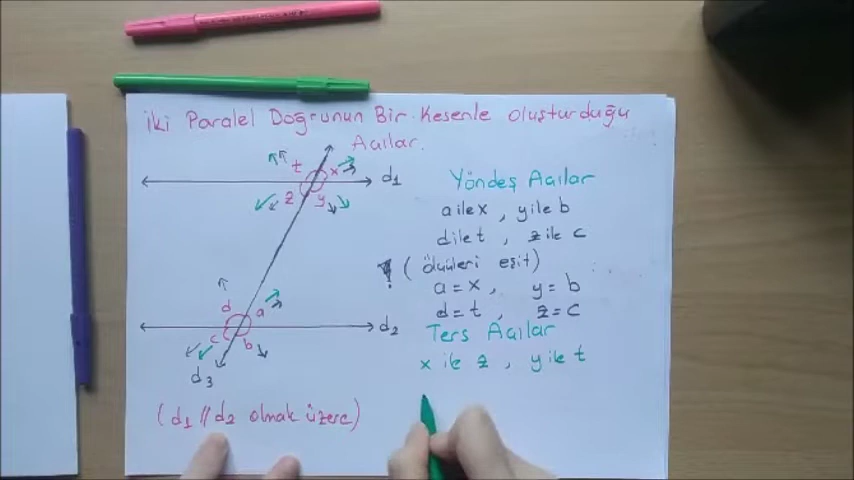 iki Paralel Doğrunun Bir Kesenle oluşturduğu
Açılar.
t x d1
z y
d a
d2
c b
d3
(d1 // d2 olmak üzere)
Yöndeş Açılar
a ile x, y ile b
d ile t, z ile c
! (ölçüleri eşit)
a = x, y = b
d = t, z = c
Ters Açılar
x ile z, y ile t